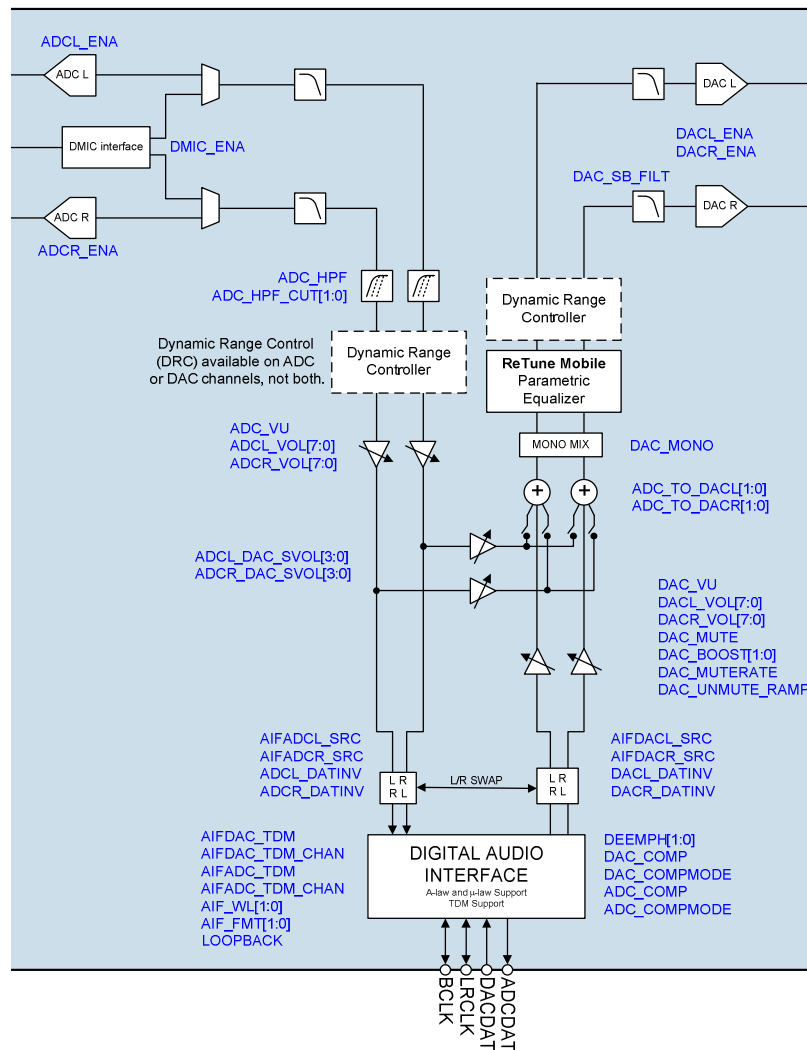 ADCL_ENA
ADC L
DAC L
DMIC interface
DMIC_ENA
DACL_ENA
DACR_ENA
DAC_SB_FILT
ADC R
DAC R
ADCR_ENA
ADC_HPF
ADC_HPF_CUT[1:0]
Dynamic Range
Controller
Dynamic Range Control
(DRC) available on ADC
or DAC channels, not both.
Dynamic Range
Controller
ReTune Mobile
Parametric
Equalizer
ADC_VU
ADCL_VOL[7:0]
ADCR_VOL[7:0]
MONO MIX
DAC_MONO
+
+
ADC_TO_DACL[1:0]
ADC_TO_DACR[1:0]
ADCL_DAC_SVOL[3:0]
ADCR_DAC_SVOL[3:0]
DAC_VU
DACL_VOL[7:0]
DACR_VOL[7:0]
DAC_MUTE
DAC_BOOST[1:0]
DAC_MUTERATE
DAC_UNMUTE_RAMP
AIFADCL_SRC
AIFADCR_SRC
ADCL_DATINV
ADCR_DATINV
L R
R L
L/R SWAP
L R
R L
AIFDACL_SRC
AIFDACR_SRC
DACL_DATINV
DACR_DATINV
AIFDAC_TDM
AIFDAC_TDM_CHAN
AIFADC_TDM
AIFADC_TDM_CHAN
AIF_WL[1:0]
AIF_FMT[1:0]
LOOPBACK
DIGITAL AUDIO
INTERFACE
A-law and μ-law Support
TDM Support
DEEMPH[1:0]
DAC_COMP
DAC_COMPMODE
ADC_COMP
ADC_COMPMODE
BCLK
LRCLK
DACDAT
ADCDAT